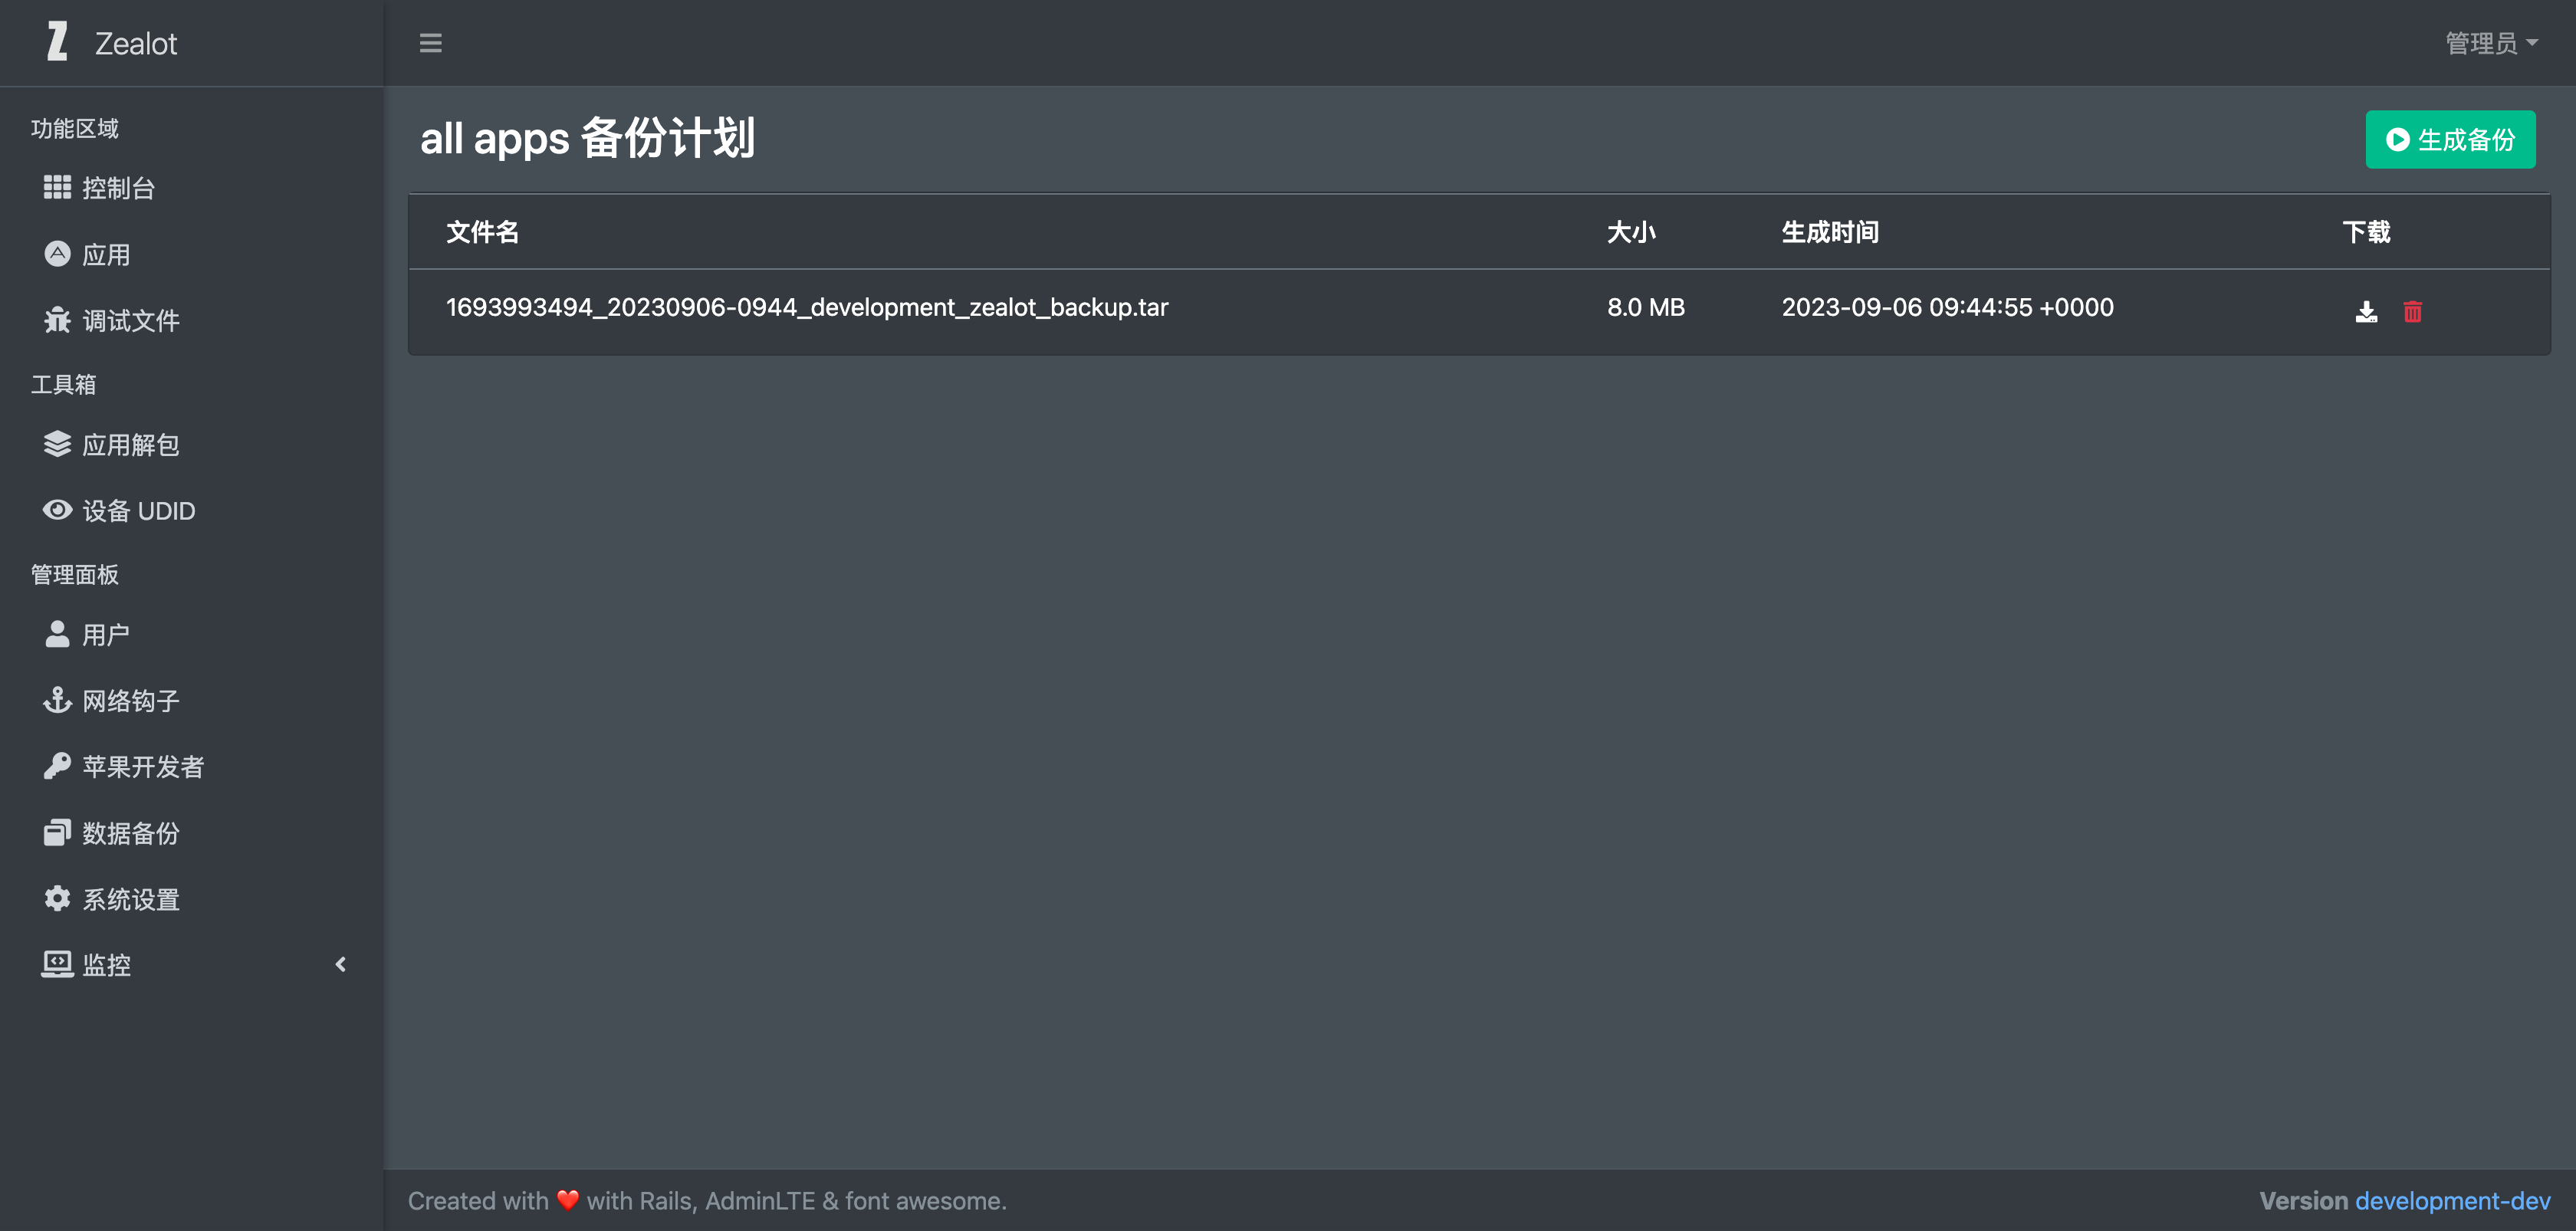 Zealot
管理员
功能区域
控制台
应用
调试文件
工具箱
应用解包
设备 UDID
管理面板
用户
网络钩子
苹果开发者
数据备份
系统设置
监控
all apps 备份计划
生成备份
文件名 大小 生成时间 下载
1693993494_20230906-0944_development_zealot_backup.tar 8.0 MB 2023-09-06 09:44:55 +0000
Created with ❤️ with Rails, AdminLTE & font awesome.
Version development-dev